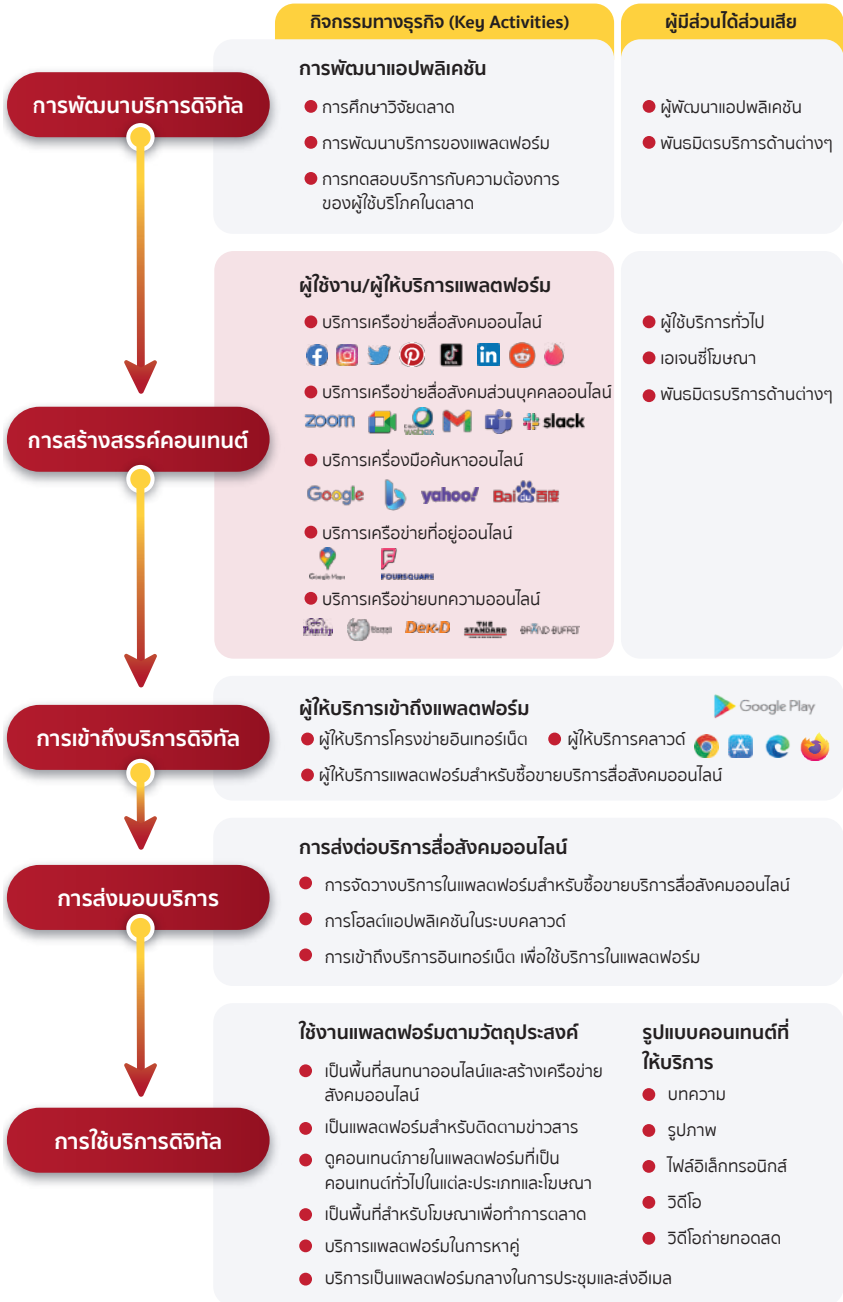 กิจกรรมทางธุรกิจ (Key Activities)
ผู้มีส่วนได้ส่วนเสีย
การพัฒนาบริการดิจิทัล
การพัฒนาแอปพลิเคชัน
การศึกษาวิจัยตลาด
การพัฒนาบริการของแพลตฟอร์ม
การทดสอบบริการกับความต้องการ
ของผู้ใช้บริโภคในตลาด
ผู้พัฒนาแอปพลิเคชัน
พันธมิตรบริการด้านต่างๆ
การสร้างสรรค์คอนเทนต์
ผู้ใช้งาน/ผู้ให้บริการแพลตฟอร์ม
บริการเครือข่ายสื่อสังคมออนไลน์
บริการเครือข่ายสื่อสังคมส่วนบุคคลออนไลน์
zoom
webex
slack
บริการเครื่องมือค้นหาออนไลน์
Google
yahoo!
Bai du 百度
บริการเครือข่ายที่อยู่ออนไลน์
Google Maps
FOURSQUARE
บริการเครือข่ายบทความออนไลน์
Pantip
Dek-D
THE
STANDARD
BRAND BUFFET
ผู้ใช้บริการทั่วไป
เอเจนซี่โฆษณา
พันธมิตรบริการด้านต่างๆ
การเข้าถึงบริการดิจิทัล
ผู้ให้บริการเข้าถึงแพลตฟอร์ม
Google Play
ผู้ให้บริการโครงข่ายอินเทอร์เน็ต
ผู้ให้บริการคลาวด์
ผู้ให้บริการแพลตฟอร์มสำหรับซื้อขายบริการสื่อสังคมออนไลน์
การส่งมอบบริการ
การส่งต่อบริการสื่อสังคมออนไลน์
การจัดวางบริการในแพลตฟอร์มสำหรับซื้อขายบริการสื่อสังคมออนไลน์
การโฮลต์แอปพลิเคชันในระบบคลาวด์
การเข้าถึงบริการอินเทอร์เน็ต เพื่อใช้บริการในแพลตฟอร์ม
การใช้บริการดิจิทัล
ใช้งานแพลตฟอร์มตามวัตถุประสงค์
เป็นพื้นที่สนทนาออนไลน์และสร้างเครือข่าย
สังคมออนไลน์
เป็นแพลตฟอร์มสำหรับติดตามข่าวสาร
ดูคอนเทนต์ภายในแพลตฟอร์มที่เป็น
คอนเทนต์ทั่วไปในแต่ละประเภทและโฆษณา
เป็นพื้นที่สำหรับโฆษณาเพื่อทำการตลาด
บริการแพลตฟอร์มในการหาคู่
บริการเป็นแพลตฟอร์มกลางในการประชุมและส่งอีเมล
รูปแบบคอนเทนต์ที่
ให้บริการ
บทความ
รูปภาพ
ไฟล์อิเล็กทรอนิกส์
วิดีโอ
วิดีโอถ่ายทอดสด